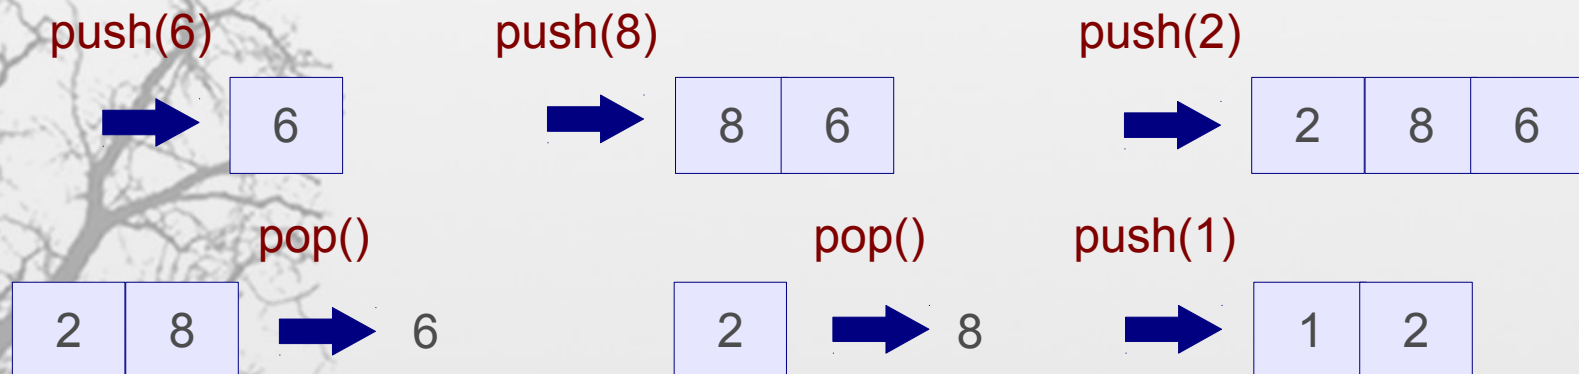 push(6) push(8) push(2)
6 8 6 2 8 6
pop() pop() push(1)
2 8 6 2 8 1 2